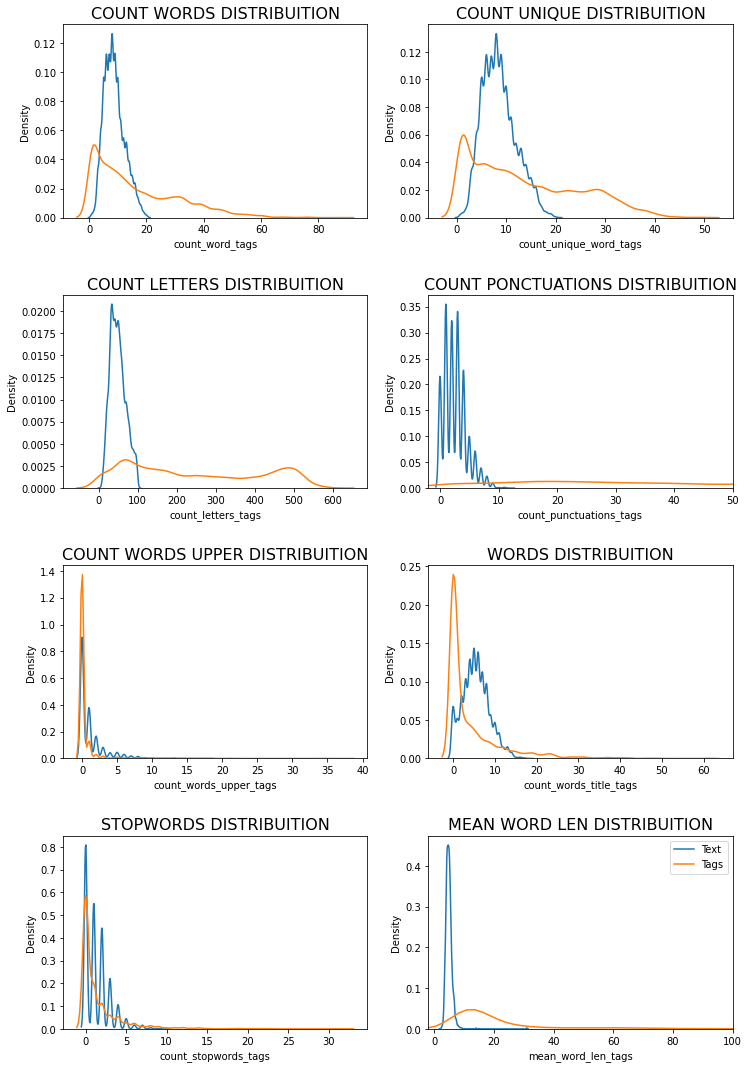 COUNT WORDS DISTRIBUITION
0.12
0.10
0.08
0.06
0.04
0.02
0.00
Density
0 20 40 60 80
count_word_tags
COUNT UNIQUE DISTRIBUITION
0.12
0.10
0.08
0.06
0.04
0.02
0.00
Density
0 10 20 30 40 50
count_unique_word_tags
COUNT LETTERS DISTRIBUITION
0.0200
0.0175
0.0150
0.0125
0.0100
0.0075
0.0050
0.0025
0.0000
Density
0 100 200 300 400 500 600
count_letters_tags
COUNT PONCTUATIONS DISTRIBUITION
0.35
0.30
0.25
0.20
0.15
0.10
0.05
0.00
Density
0 10 20 30 40 50
count_punctuations_tags
COUNT WORDS UPPER DISTRIBUITION
1.4
1.2
1.0
0.8
0.6
0.4
0.2
0.0
Density
0 5 10 15 20 25 30 35 40
count_words_upper_tags
WORDS DISTRIBUITION
0.25
0.20
0.15
0.10
0.05
0.00
Density
0 10 20 30 40 50 60
count_words_title_tags
STOPWORDS DISTRIBUITION
0.8
0.7
0.6
0.5
0.4
0.3
0.2
0.1
0.0
Density
0 5 10 15 20 25 30
count_stopwords_tags
MEAN WORD LEN DISTRIBUITION
Text
Tags
0.4
0.3
0.2
0.1
0.0
Density
0 20 40 60 80 100
mean_word_len_tags